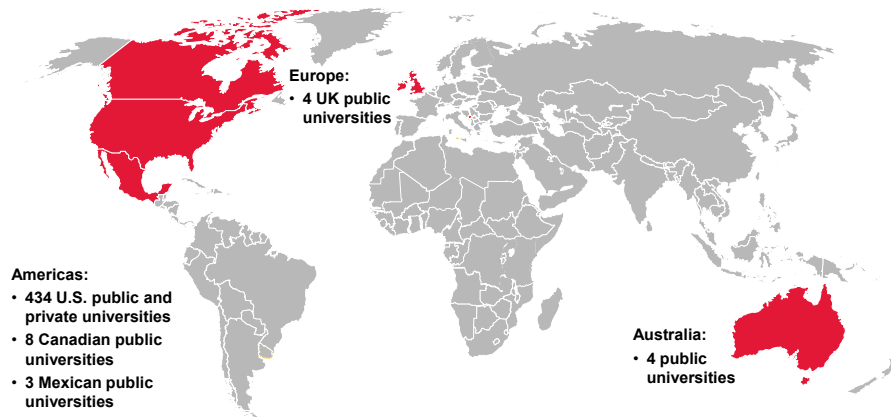 Europe:
• 4 UK public
universities
Americas:
• 434 U.S. public and
private universities
• 8 Canadian public
universities
• 3 Mexican public
universities
Australia:
• 4 public
universities